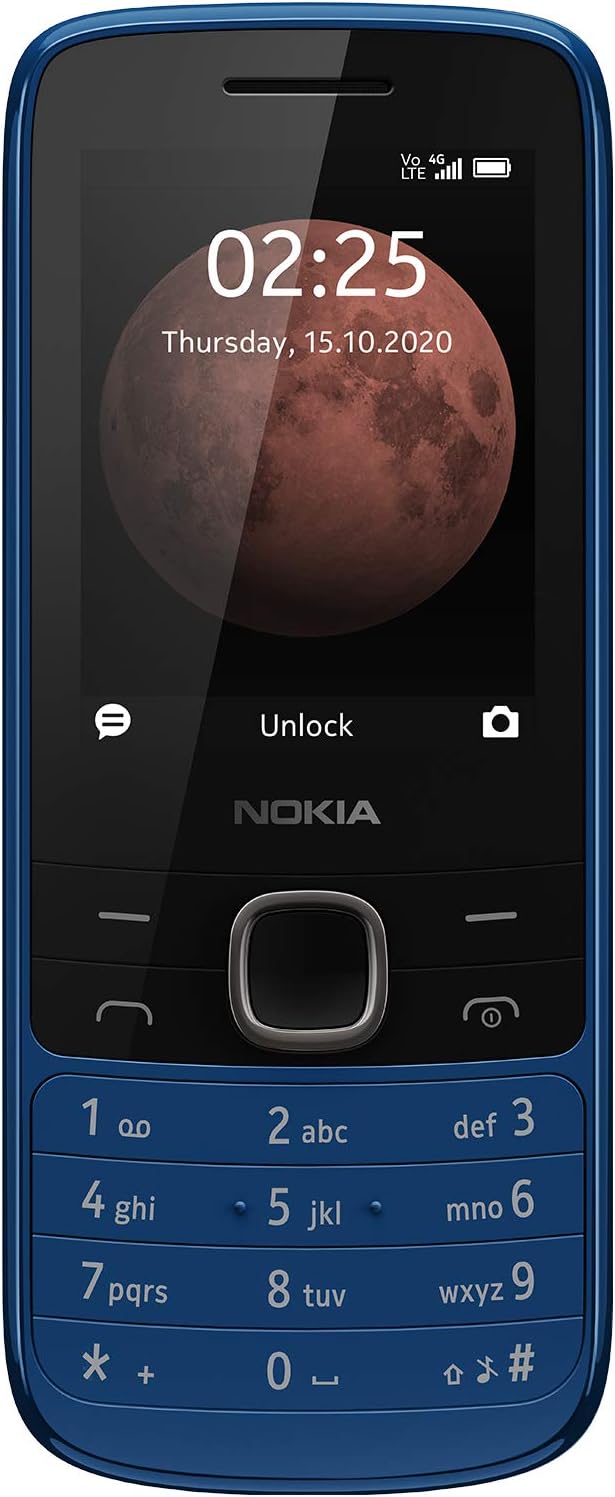 Vo LTE 4G
02:25
Thursday, 15.10.2020
Unlock
NOKIA
1 2 abc def 3
4 ghi 5 jkl mno 6
7 pqrs 8 tuv wxyz 9
* + 0 #